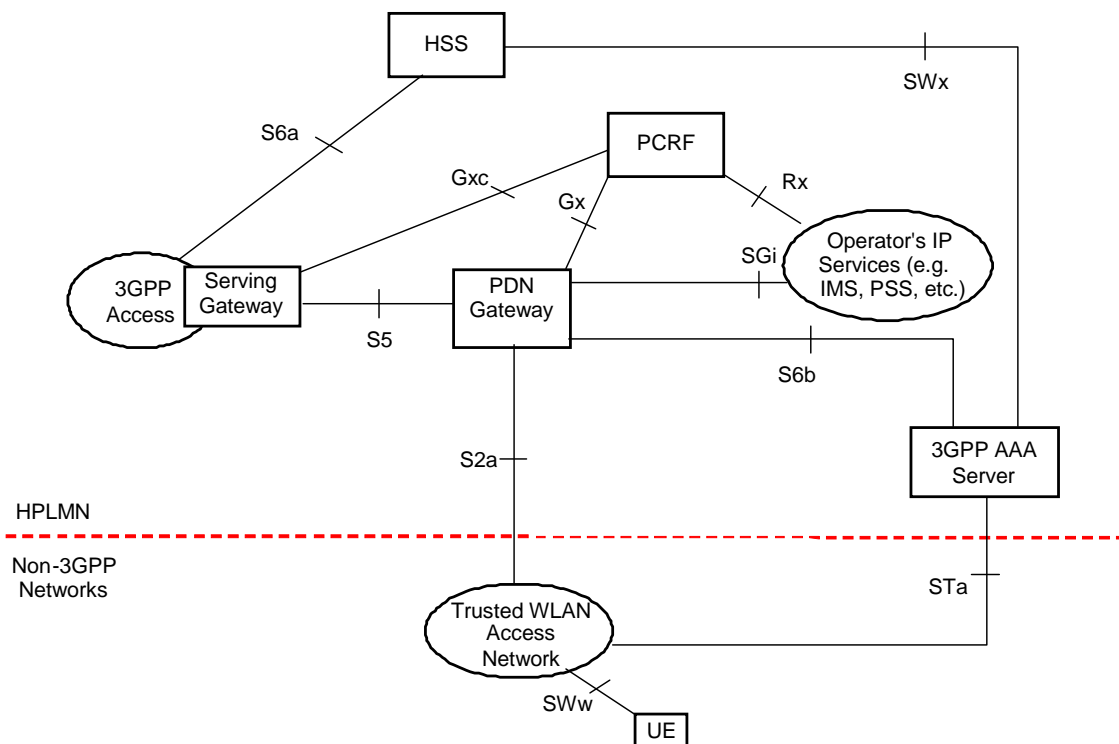 HSS
SWx
S6a
PCRF
Gxc
Rx
Gx
Operator's IP
Services (e.g.
IMS, PSS, etc.)
SGi
3GPP
Access
Serving
Gateway
PDN
Gateway
S5
S6b
S2a
3GPP AAA
Server
HPLMN
Non-3GPP
Networks
STa
Trusted WLAN
Access
Network
SWw
UE